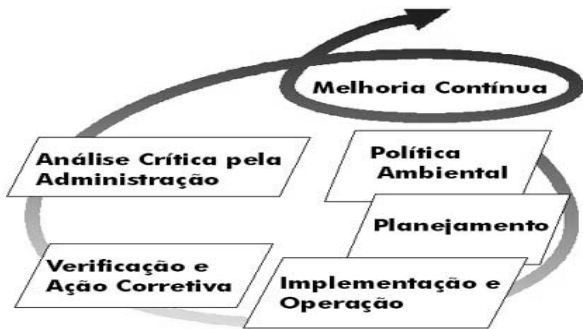 Melhoria Contínua
Política
Ambiental
Planejamento
Implementação e
Operação
Verificação e
Ação Corretiva
Análise Crítica pela
Administração